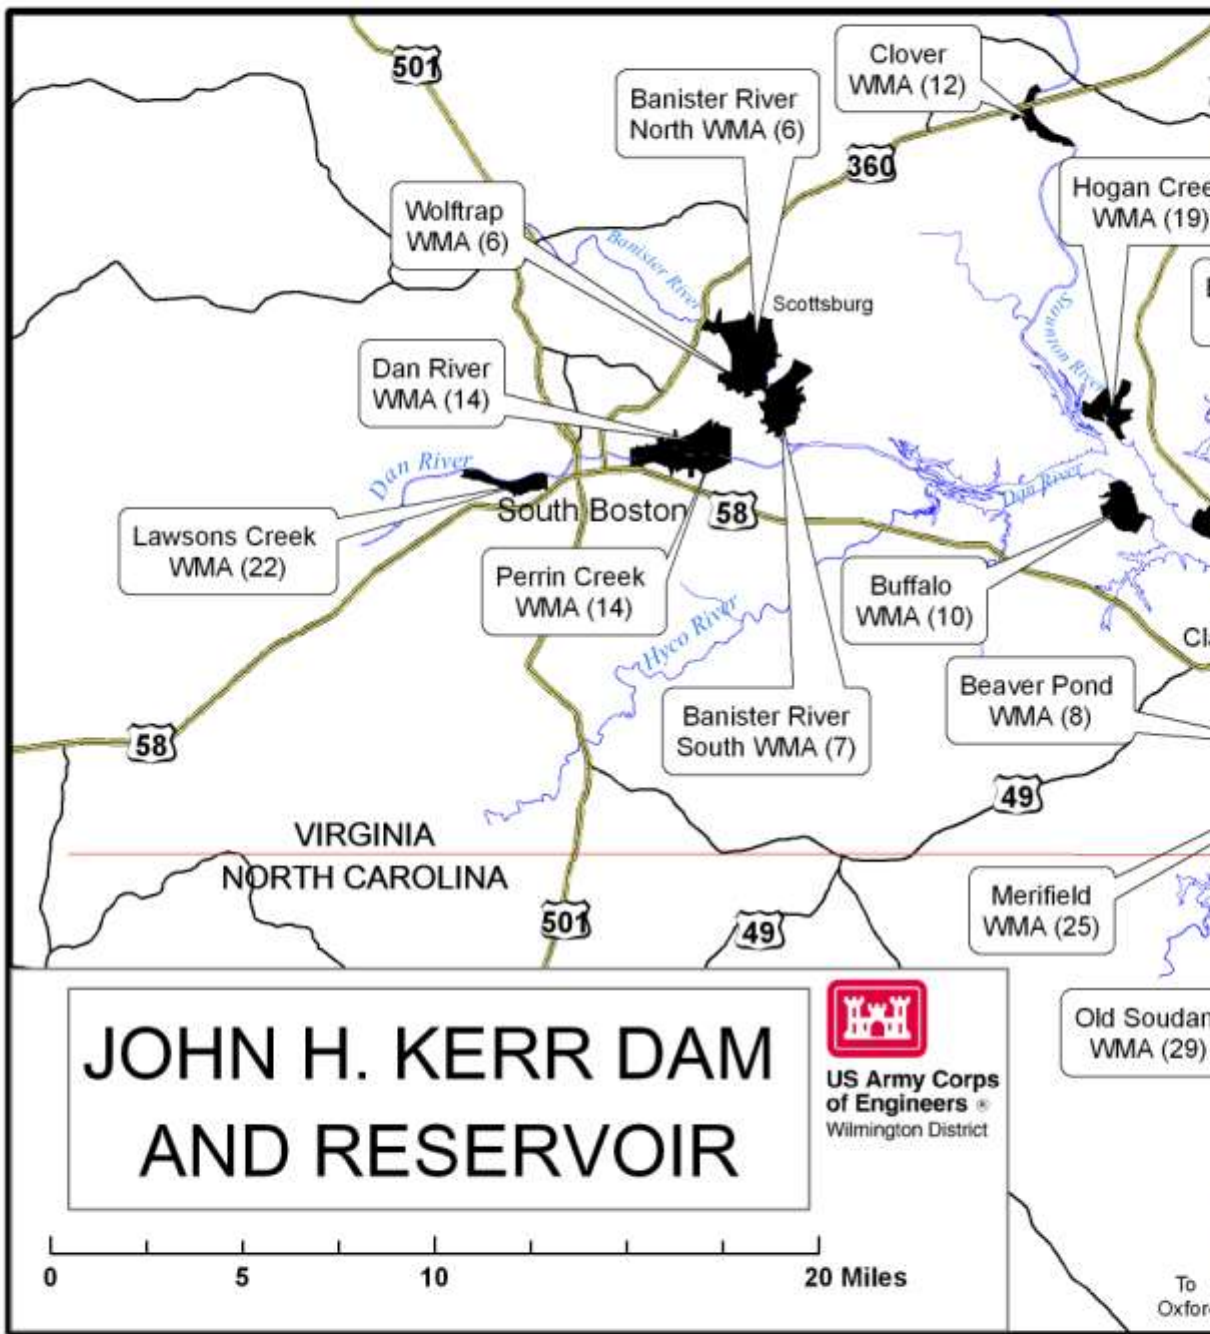 501
Clover
WMA (12)
Banister River
North WMA (6)
360
Hogan Cree
WMA (19)
Wolftrap
WMA (6)
Banister River
Scottsburg
Staunton River
Dan River
WMA (14)
Dan River
Dan River
South Boston
58
Lawsons Creek
WMA (22)
Perrin Creek
WMA (14)
Buffalo
WMA (10)
Hyco River
Cla
Beaver Pond
WMA (8)
Banister River
South WMA (7)
58
49
VIRGINIA
NORTH CAROLINA
Merifield
WMA (25)
501
49
JOHN H. KERR DAM
AND RESERVOIR
US Army Corps
of Engineers ®
Wilmington District
Old Soudan
WMA (29)
0 5 10 20 Miles
To
Oxford